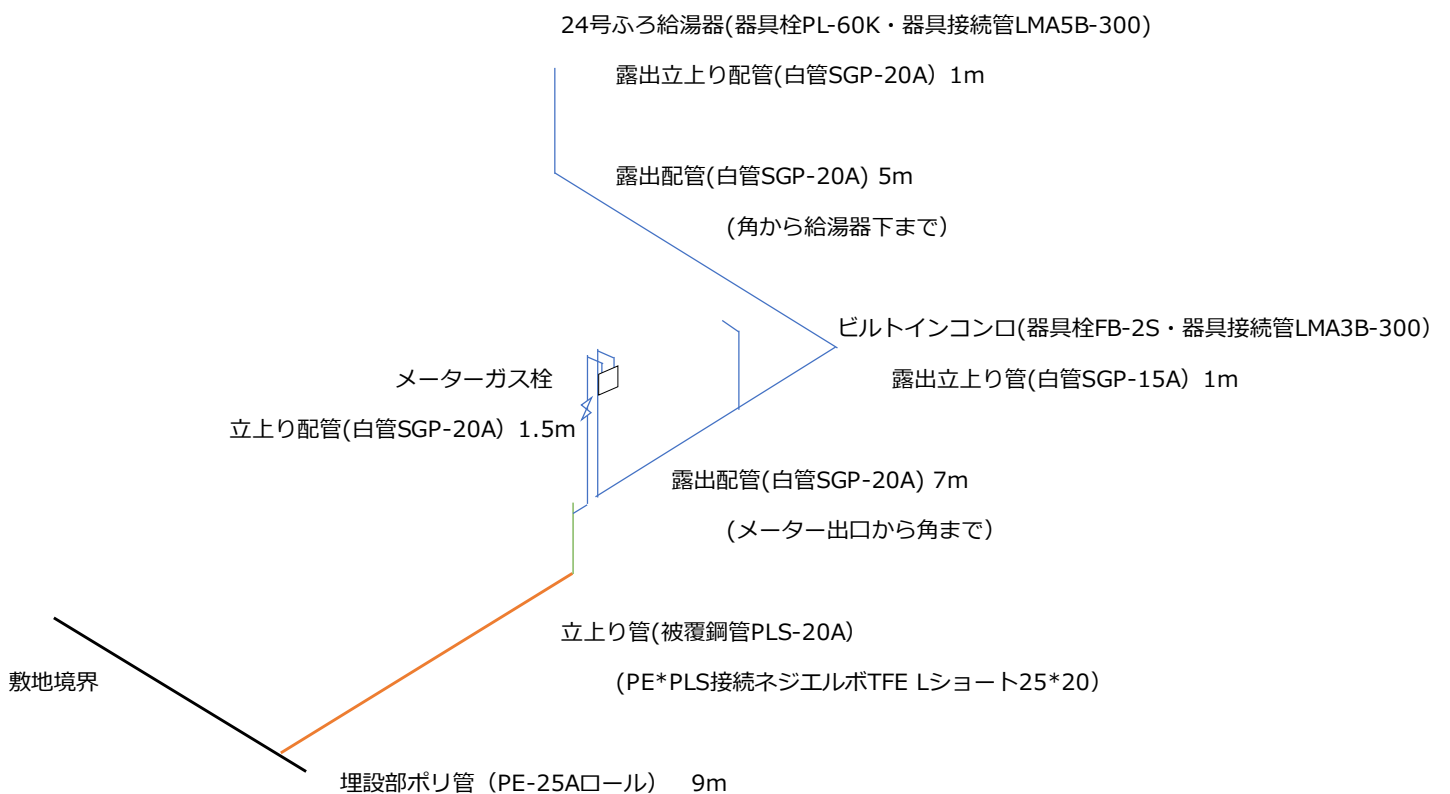 24号ふろ給湯器(器具栓PL-60K・器具接続管LMA5B-300)
露出立上り配管(白管SGP-20A）1m
露出配管(白管SGP-20A) 5m
(角から給湯器下まで）
ビルトインコンロ(器具栓FB-2S・器具接続管LMA3B-300）
メーターガス栓
露出立上り管(白管SGP-15A）1m
立上り配管(白管SGP-20A）1.5m
露出配管(白管SGP-20A) 7m
(メーター出口から角まで）
立上り管(被覆鋼管PLS-20A）
敷地境界
(PE*PLS接続ネジエルボTFE Lショート25*20）
埋設部ポリ管（PE-25Aロール） 9m